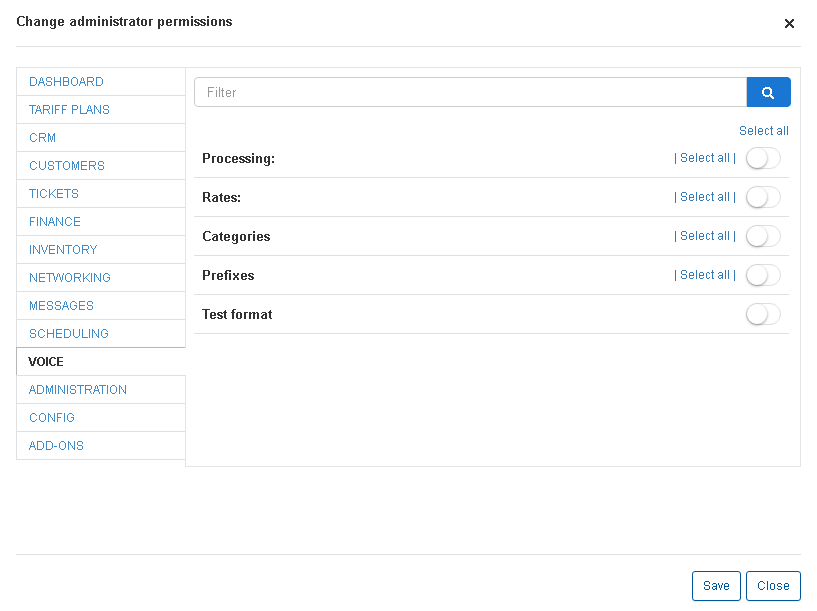 Change administrator permissions
×
DASHBOARD
TARIFF PLANS
CRM
CUSTOMERS
TICKETS
FINANCE
INVENTORY
NETWORKING
MESSAGES
SCHEDULING
VOICE
ADMINISTRATION
CONFIG
ADD-ONS
Filter
Select all
Processing: | Select all |
Rates: | Select all |
Categories | Select all |
Prefixes | Select all |
Test format
Save Close